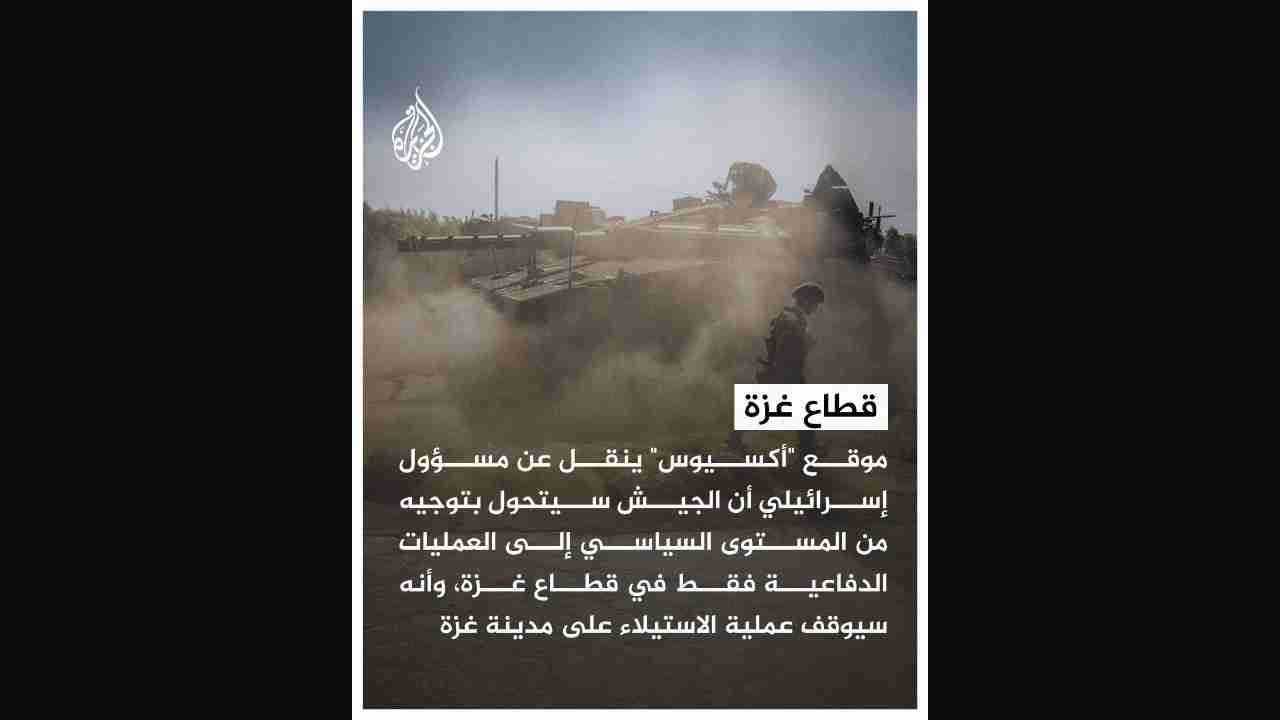 الجزيرة
قطاع غزة
موقع "أكسيوس" ينقل عن مسؤول
إسرائيلي أن الجيش سيتحول بتوجيه
من المستوى السياسي إلى العمليات
الدفاعية فقط في قطاع غزة، وأنه
سيوقف عملية الاستيلاء على مدينة غزة